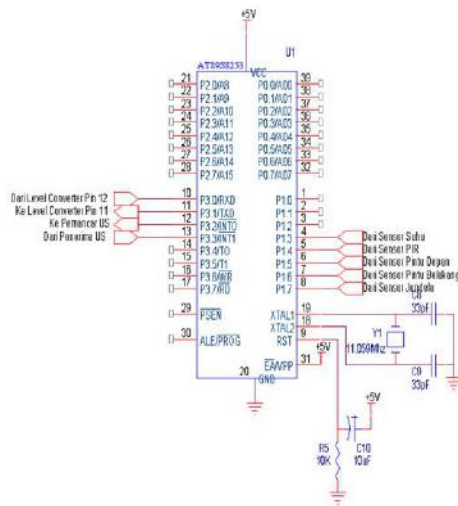 +5V
U1
AT89S8253
VCC
21 P2.0/A8 P0.0/A00 39
22 P2.1/A9 P0.1/A01 38
23 P2.2/A10 P0.2/A02 37
24 P2.3/A11 P0.3/A03 36
25 P2.4/A12 P0.4/A04 35
26 P2.5/A13 P0.5/A05 34
27 P2.6/A14 P0.6/A06 33
28 P2.7/A15 P0.7/A07 32
Dari Level Converter Pin 12 10 P3.0/RXD P1.0 1
Ke Level Converter Pin 11 11 P3.1/TXD P1.1 2
Ke Pemancar US 12 P3.2/INT0 P1.2 3
Dari Penerima US 13 P3.3/INT1 P1.3 4 Dari Sensor Suhu
14 P3.4/TO P1.4 5 Dari Sensor PIR
15 P3.5/T1 P1.5 6 Dari Sensor Pintu Depan
16 P3.6/WR P1.6 7 Dari Sensor Pintu Belakang
17 P3.7/RD P1.7 8 Dari Sensor Jendela
C8
33pF
29 PSEN XTAL1 19
XTAL2 18
Y1
11.059Mhz
30 ALE/PROG RST 9
EA/VPP 31
+5V
C9
33pF
20
GND
+5V
R5
10K
C10
10uF